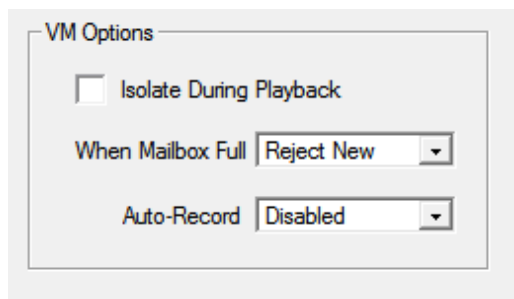 VM Options
Isolate During Playback
When Mailbox Full Reject New
Auto-Record Disabled